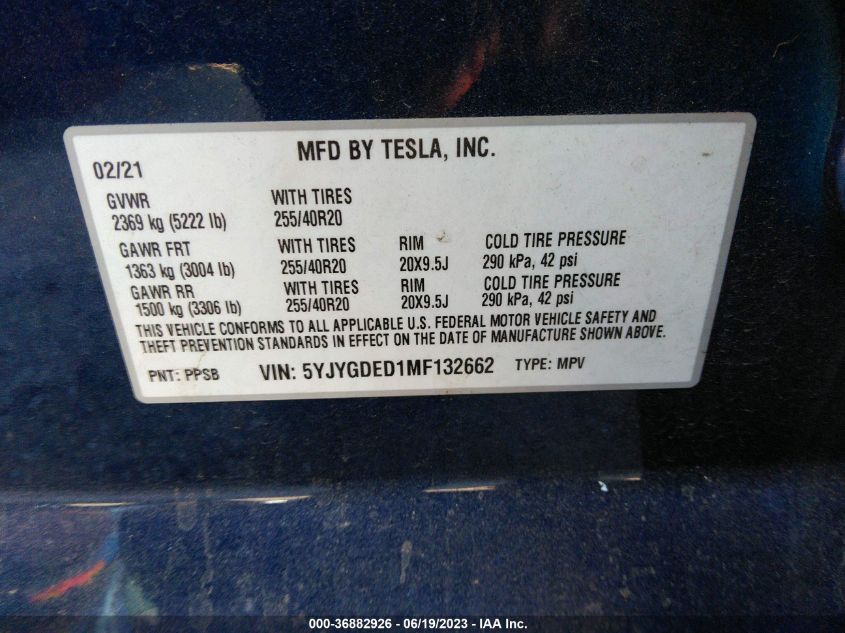 MFD BY TESLA, INC.
02/21
GVWR WITH TIRES
2369 kg (5222 lb) 255/40R20
GAWR FRT WITH TIRES RIM COLD TIRE PRESSURE
1363 kg (3004 lb) 255/40R20 20X9.5J 290 kPa, 42 psi
GAWR RR WITH TIRES RIM COLD TIRE PRESSURE
1500 kg (3306 lb) 255/40R20 20X9.5J 290 kPa, 42 psi
THIS VEHICLE CONFORMS TO ALL APPLICABLE U.S. FEDERAL MOTOR VEHICLE SAFETY AND
THEFT PREVENTION STANDARDS IN EFFECT ON THE DATE OF MANUFACTURE SHOWN ABOVE.
PNT: PPSB VIN: 5YJYGDED1MF132662 TYPE: MPV
000-36882926 - 06/19/2023 - IAA Inc.